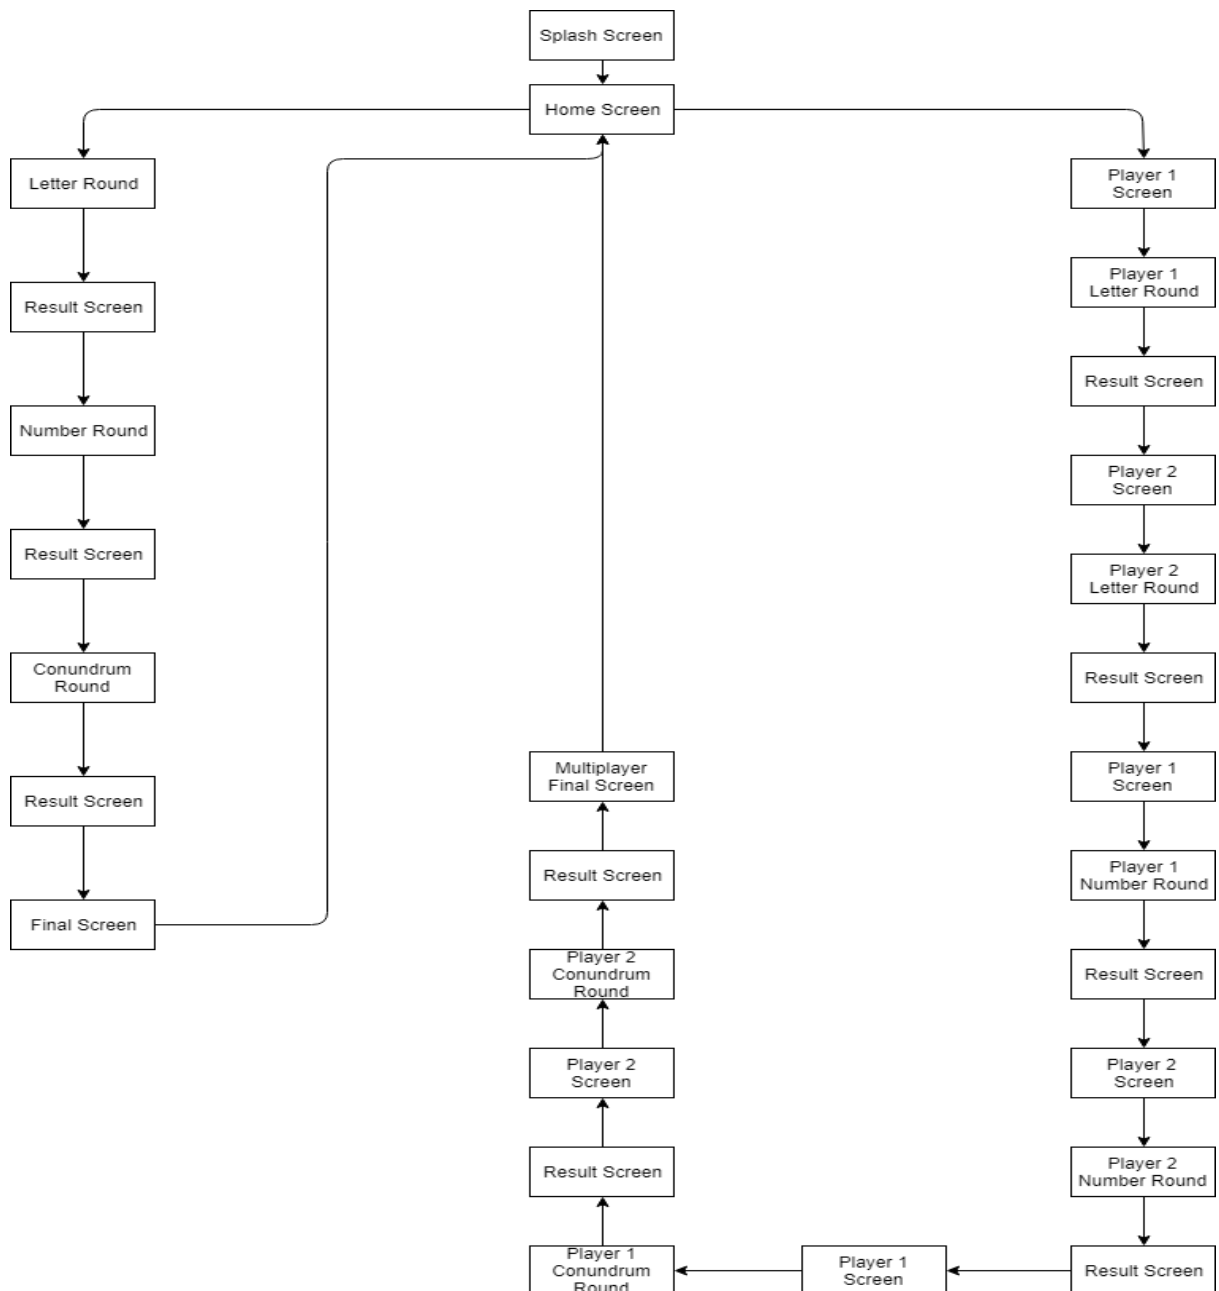 Splash Screen
Home Screen
Letter Round
Result Screen
Number Round
Result Screen
Conundrum
Round
Result Screen
Final Screen
Player 1
Screen
Player 1
Letter Round
Result Screen
Player 2
Screen
Player 2
Letter Round
Result Screen
Player 1
Screen
Player 1
Number Round
Result Screen
Player 2
Screen
Player 2
Number Round
Result Screen
Player 1
Screen
Player 1
Conundrum
Round
Result Screen
Player 2
Screen
Player 2
Conundrum
Round
Result Screen
Multiplayer
Final Screen